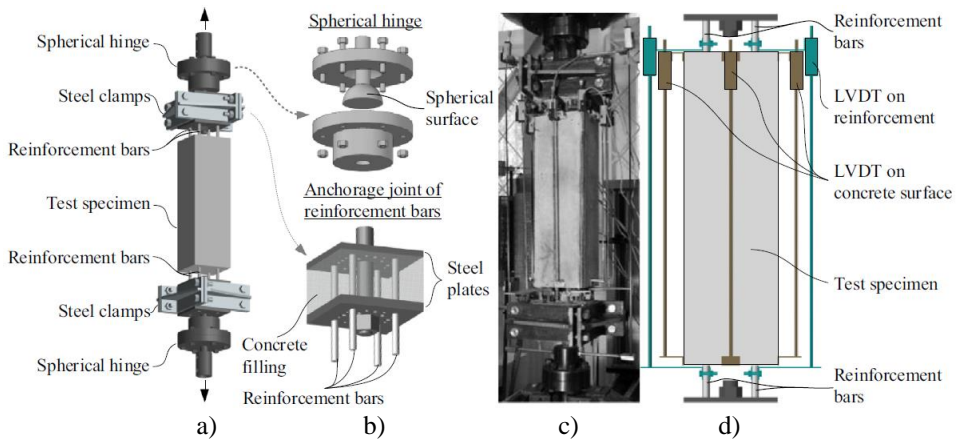 Spherical hinge
Steel clamps
Reinforcement bars
Test specimen
Reinforcement bars
Steel clamps
Spherical hinge
a)
Spherical hinge
Spherical
surface
Anchorage joint of
reinforcement bars
Steel
plates
Concrete
filling
Reinforcement bars
b)
c)
Reinforcement
bars
LVDT on
reinforcement
LVDT on
concrete surface
Test specimen
Reinforcement
bars
d)